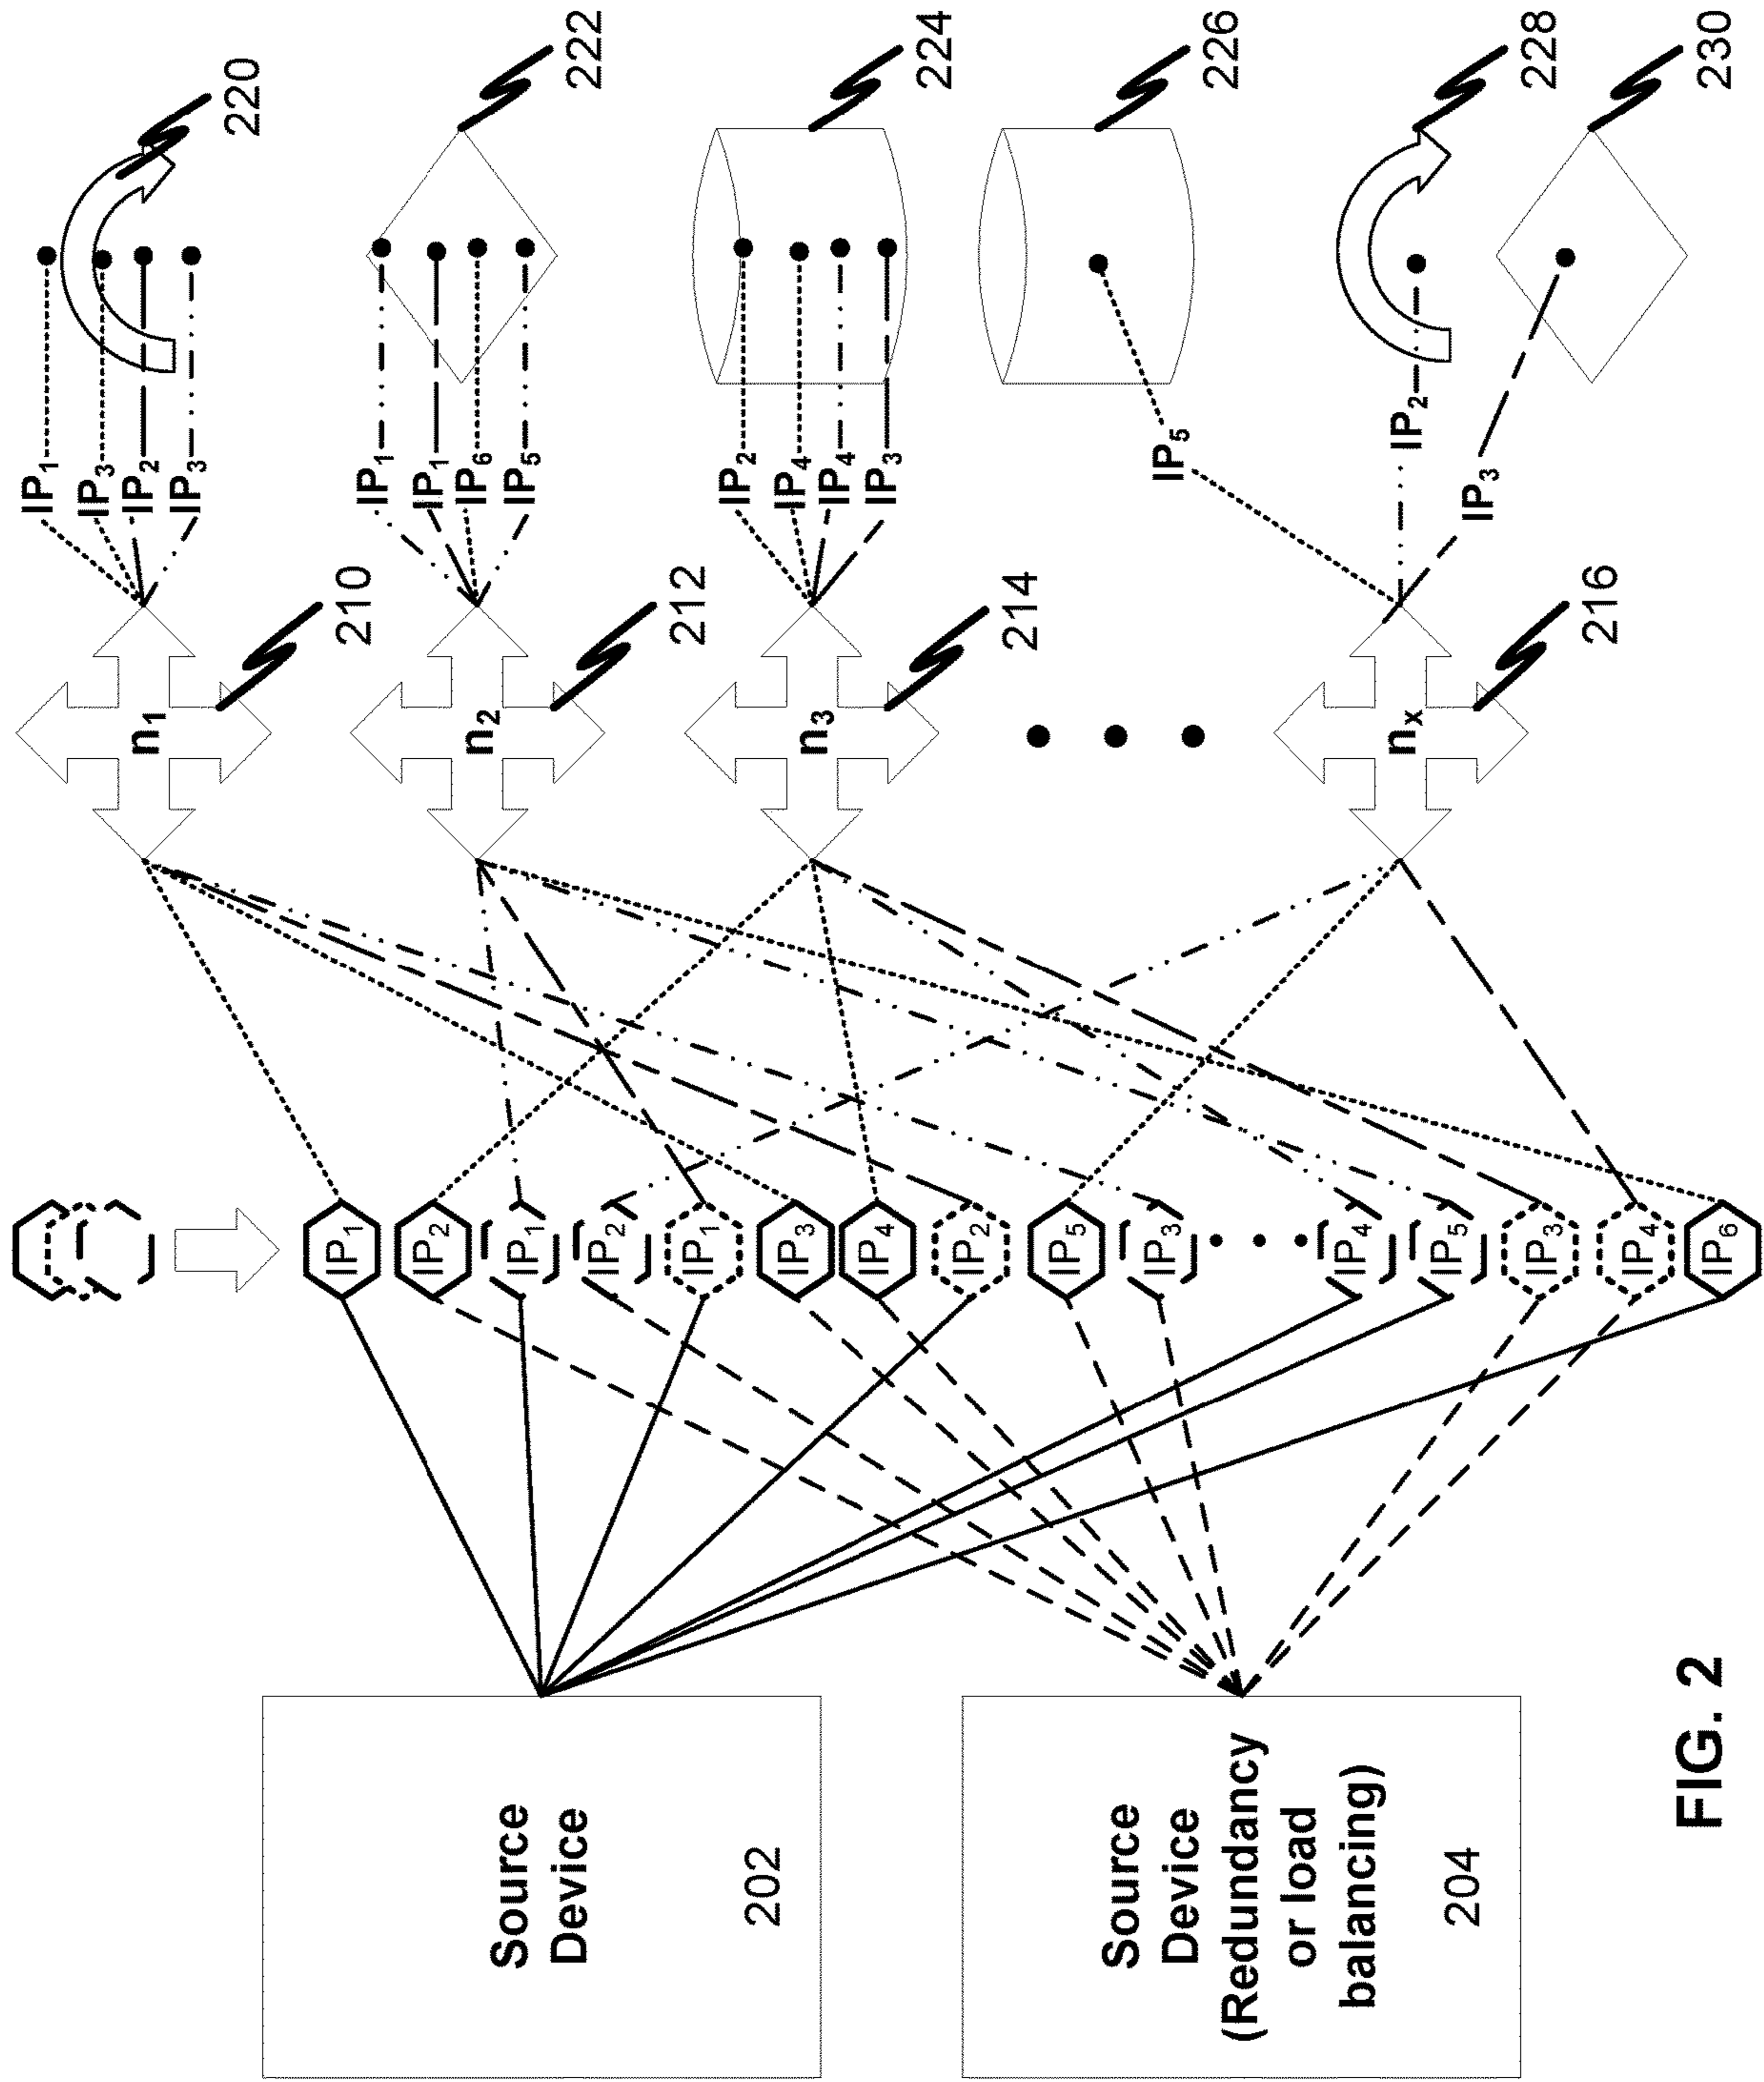 Source
Device
202
Source
Device
(Redundancy
or load
balancing)
204
IP1
IP2
IP1
IP2
IP1
IP3
IP4
IP2
IP5
IP3
IP4
IP5
IP3
IP4
IP6
n1
210
n2
212
n3
214
nx
216
IP1
IP3
IP2
IP3
220
IP1
IP1
IP6
IP5
222
IP2
IP4
IP4
IP3
224
IP5
226
IP2
228
IP3
230
FIG. 2